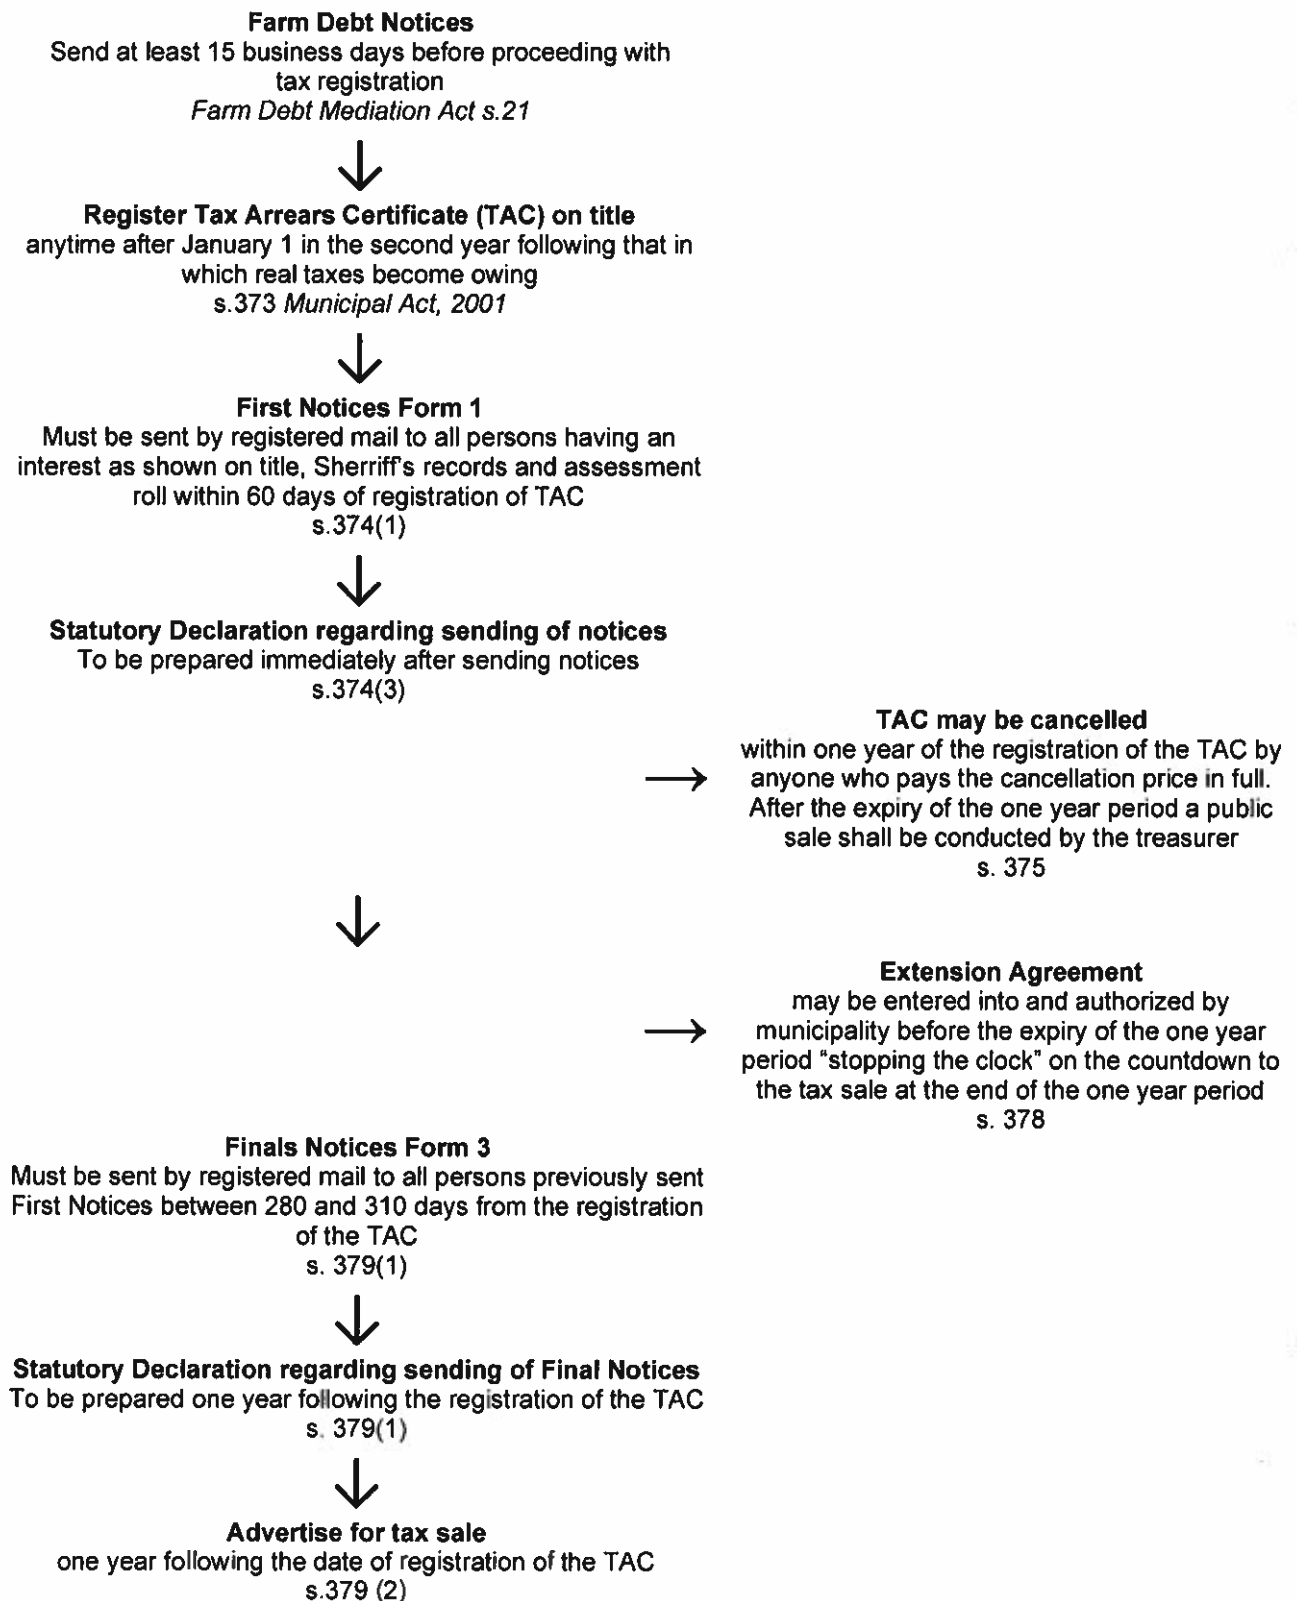 Farm Debt Notices
Send at least 15 business days before proceeding with
tax registration
Farm Debt Mediation Act s.21
Register Tax Arrears Certificate (TAC) on title
anytime after January 1 in the second year following that in
which real taxes become owing
s.373 Municipal Act, 2001
First Notices Form 1
Must be sent by registered mail to all persons having an
interest as shown on title, Sherriff's records and assessment
roll within 60 days of registration of TAC
s.374(1)
Statutory Declaration regarding sending of notices
To be prepared immediately after sending notices
s.374(3)
TAC may be cancelled
within one year of the registration of the TAC by
anyone who pays the cancellation price in full.
After the expiry of the one year period a public
sale shall be conducted by the treasurer
s. 375
Extension Agreement
may be entered into and authorized by
municipality before the expiry of the one year
period "stopping the clock" on the countdown to
the tax sale at the end of the one year period
s. 378
Finals Notices Form 3
Must be sent by registered mail to all persons previously sent
First Notices between 280 and 310 days from the registration
of the TAC
s. 379(1)
Statutory Declaration regarding sending of Final Notices
To be prepared one year following the registration of the TAC
s. 379(1)
Advertise for tax sale
one year following the date of registration of the TAC
s.379 (2)